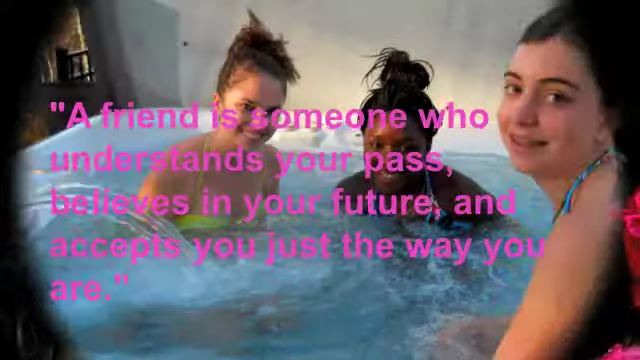 "A friend is someone who
understands your pass,
believes in your future, and
accepts you just the way you
are."